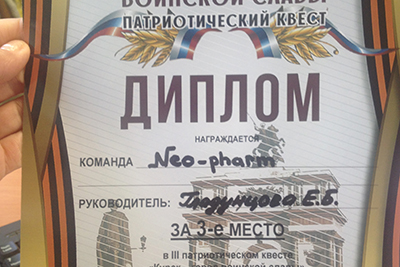 ВОИНСКОЙ СЛАВЫ
ПАТРИОТИЧЕСКИЙ КВЕСТ
ДИПЛОМ
НАГРАЖДАЕТСЯ
КОМАНДА Neo-pharm
РУКОВОДИТЕЛЬ: Е.Б.
ЗА 3-е МЕСТО
в III патриотическом квесте